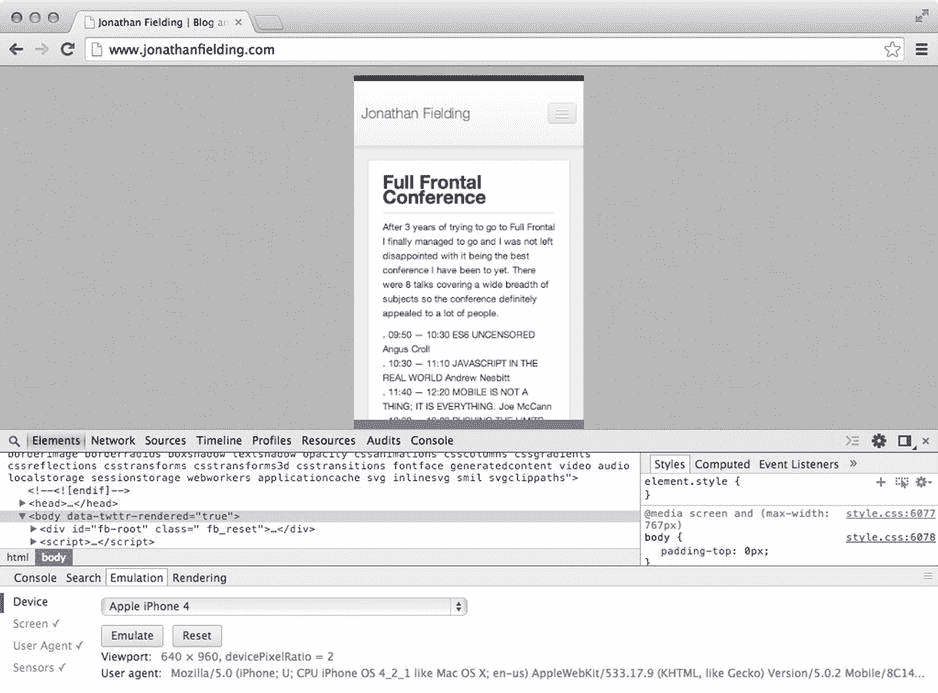 Jonathan Fielding | Blog an
www.jonathanfielding.com
Jonathan Fielding
Full Frontal
Conference
After 3 years of trying to go to Full Frontal
I finally managed to go and I was not left
disappointed with it being the best
conference I have been to yet. There
were 8 talks covering a wide breadth of
subjects so the conference definitely
appealed to a lot of people.
. 09:50 — 10:30 ES6 UNCENSORED
Angus Croll
. 10:30 — 11:10 JAVASCRIPT IN THE
REAL WORLD Andrew Nesbitt
. 11:40 — 12:20 MOBILE IS NOT A
THING; IT IS EVERYTHING. Joe McCann
Elements Network Sources Timeline Profiles Resources Audits Console
borderimage borderradius boxshadow textshadow opacity cssanimations csscolumns cssgradients
cssreflections csstransforms csstransforms3d csstransitions fontface generatedcontent video audio
localstorage sessionstorage webworkers applicationcache svg inlinesvg smil svgclippaths">
<!--<![endif]-->
<head>…</head>
<body data-twttr-rendered="true">
<div id="fb-root" class=" fb_reset">…</div>
<script>…</script>
html body
Styles Computed Event Listeners »
element.style {
}
@media screen and (max-width: style.css:6077
767px)
body { style.css:6078
padding-top: 0px;
}
Console Search Emulation Rendering
Device
Apple iPhone 4
Screen ✓
Emulate Reset
User Agent ✓
Viewport: 640 × 960, devicePixelRatio = 2
Sensors ✓
User agent: Mozilla/5.0 (iPhone; U; CPU iPhone OS 4_2_1 like Mac OS X; en-us) AppleWebKit/533.17.9 (KHTML, like Gecko) Version/5.0.2 Mobile/8C14...